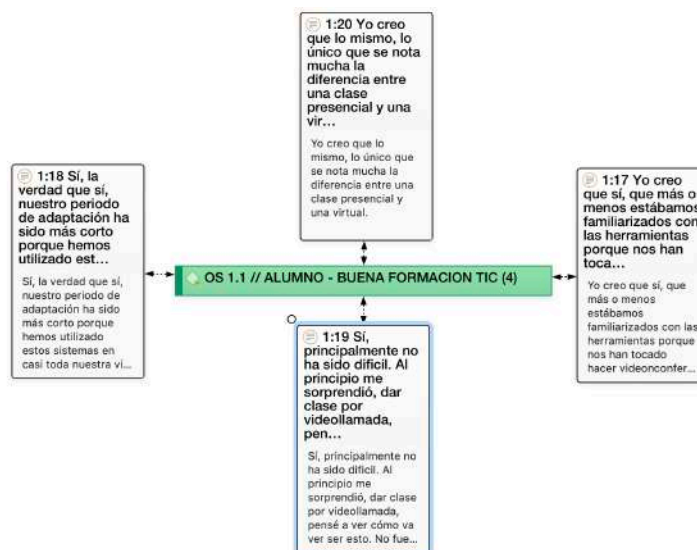 1:20 Yo creo
que lo mismo, lo
único que se nota
mucha la
diferencia entre
una clase
presencial y una
vir...
Yo creo que lo
mismo, lo único que
se nota mucha la
diferencia entre una
clase presencial y
una virtual.
1:18 Sí, la
verdad que sí,
nuestro periodo
de adaptación ha
sido más corto
porque hemos
utilizado est...
Sí, la verdad que sí,
nuestro periodo de
adaptación ha sido
más corto porque
hemos utilizado
estos sistemas en
casi toda nuestra vi...
1:17 Yo creo
que sí, que más o
menos estábamos
familiarizados con
las herramientas
porque nos han
toca...
Yo creo que sí, que
más o menos
estábamos
familiarizados con las
herramientas porque
nos han tocado
hacer videonconfer...
OS 1.1 // ALUMNO - BUENA FORMACION TIC (4)
1:19 Sí,
principalmente no
ha sido difícil. Al
principio me
sorprendió, dar
clase por
videollamada,
pen...
Sí, principalmente no
ha sido difícil. Al
principio me
sorprendió, dar clase
por videollamada,
pensé a ver cómo va
ver ser esto. No fue...